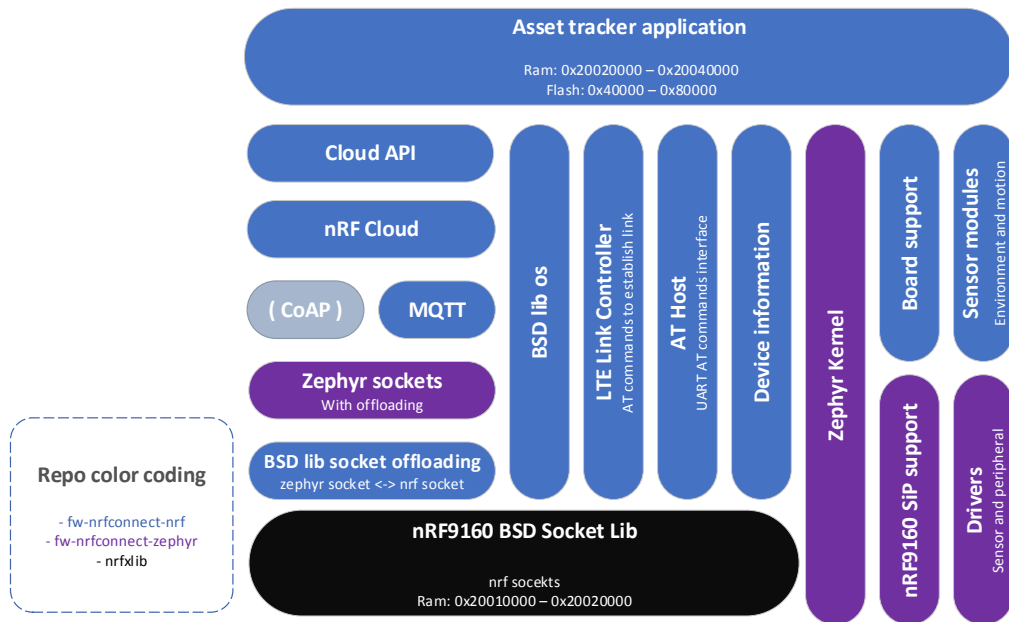 Asset tracker application
Ram: 0x20020000 – 0x20040000
Flash: 0x40000 – 0x80000
Cloud API
nRF Cloud
( CoAP )
MQTT
Zephyr sockets
With offloading
BSD lib socket offloading
zephyr socket <-> nrf socket
BSD lib os
LTE Link Controller
AT commands to establish link
AT Host
UART AT commands interface
Device information
Zephyr Kernel
Board support
Sensor modules
Environment and motion
nRF9160 SiP support
Drivers
Sensor and peripheral
nRF9160 BSD Socket Lib
nrf socekts
Ram: 0x20010000 – 0x20020000
Repo color coding
- fw-nrfconnect-nrf
- fw-nrfconnect-zephyr
- nrfxlib